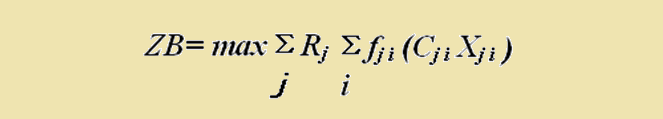 ZB= max Σ Rj Σ fji (Cji Xji )
j i